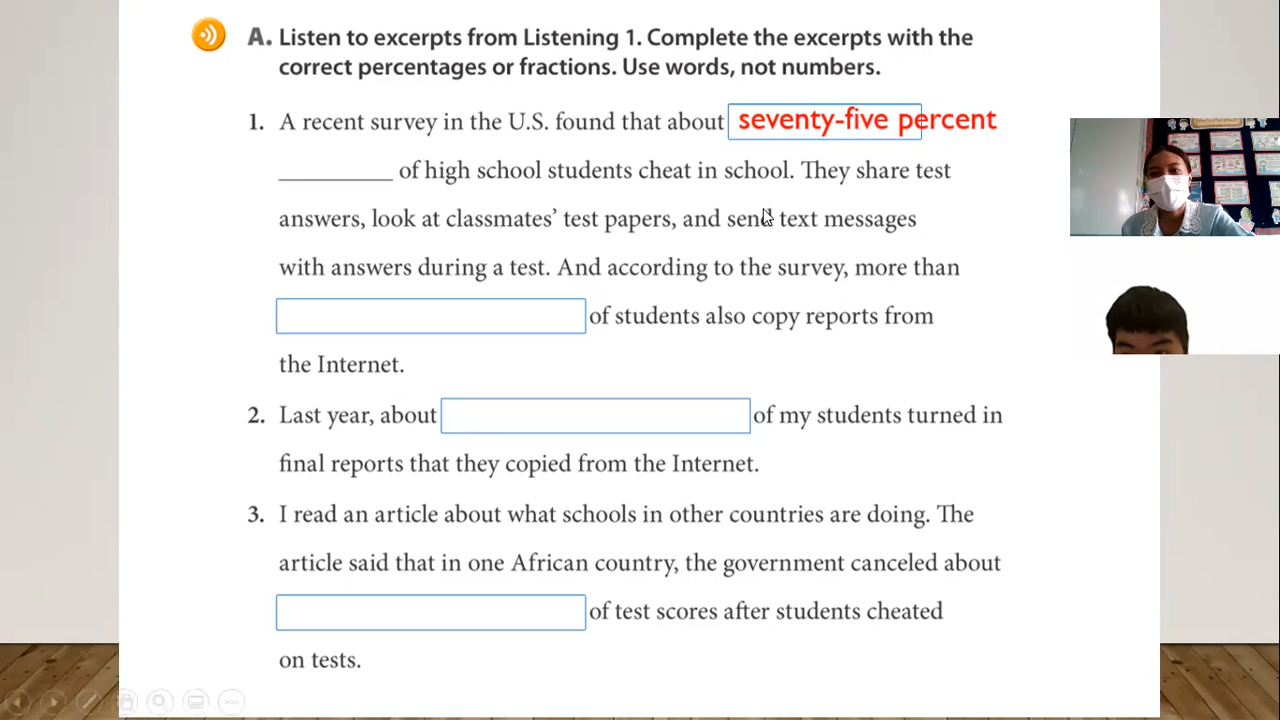 A. Listen to excerpts from Listening 1. Complete the excerpts with the
correct percentages or fractions. Use words, not numbers.
1. A recent survey in the U.S. found that about seventy-five percent
_________ of high school students cheat in school. They share test
answers, look at classmates’ test papers, and send text messages
with answers during a test. And according to the survey, more than
of students also copy reports from
the Internet.
2. Last year, about of my students turned in
final reports that they copied from the Internet.
3. I read an article about what schools in other countries are doing. The
article said that in one African country, the government canceled about
of test scores after students cheated
on tests.